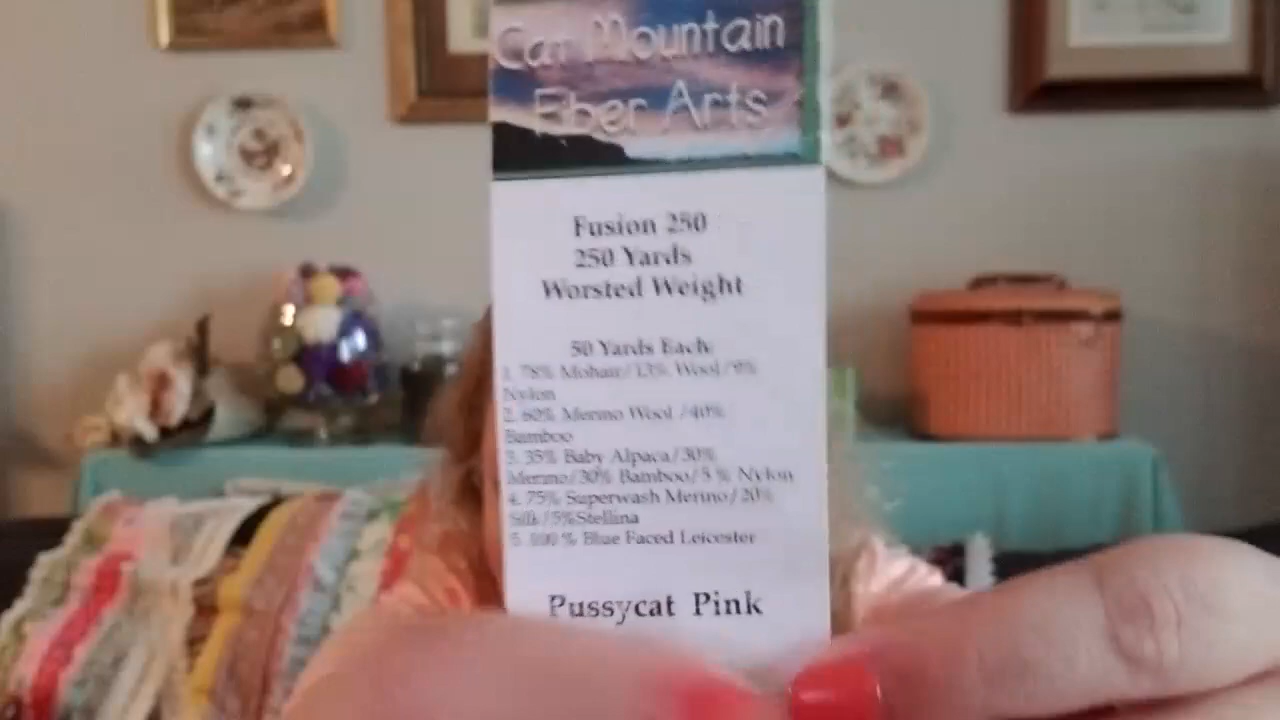 Cat Mountain
Fiber Arts
Fusion 250
250 Yards
Worsted Weight
50 Yards Each:
1. 78% Mohair/13% Wool/9%
Nylon
2. 60% Merino Wool /40%
Bamboo
3. 35% Baby Alpaca/30%
Merino/30% Bamboo/5 % Nylon
4. 75% Superwash Merino/20%
Silk/5%Stellina
5. 100 % Blue Faced Leicester
Pussycat Pink